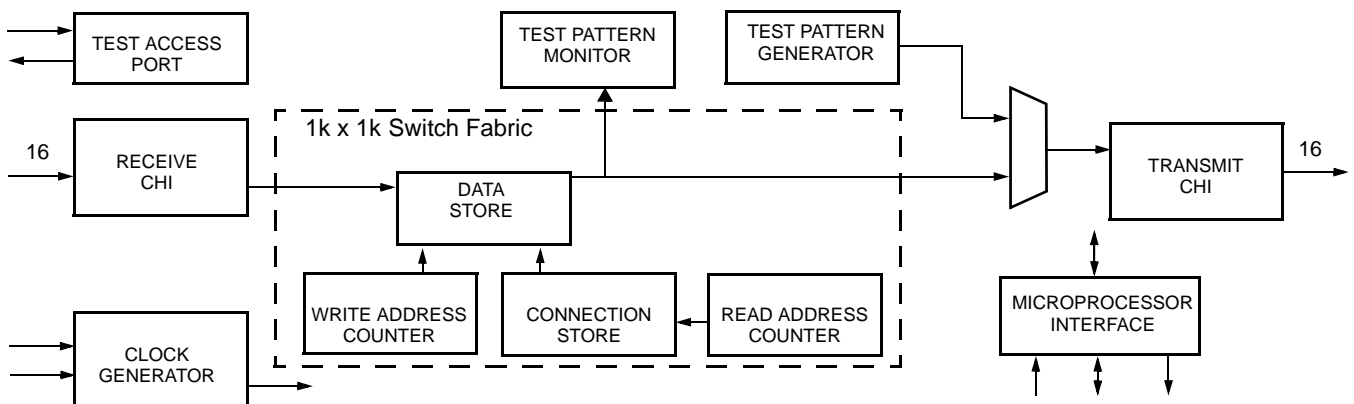 TEST ACCESS
PORT
TEST PATTERN
MONITOR
TEST PATTERN
GENERATOR
1k x 1k Switch Fabric
16
RECEIVE
CHI
DATA
STORE
TRANSMIT
CHI
16
WRITE ADDRESS
COUNTER
CONNECTION
STORE
READ ADDRESS
COUNTER
MICROPROCESSOR
INTERFACE
CLOCK
GENERATOR